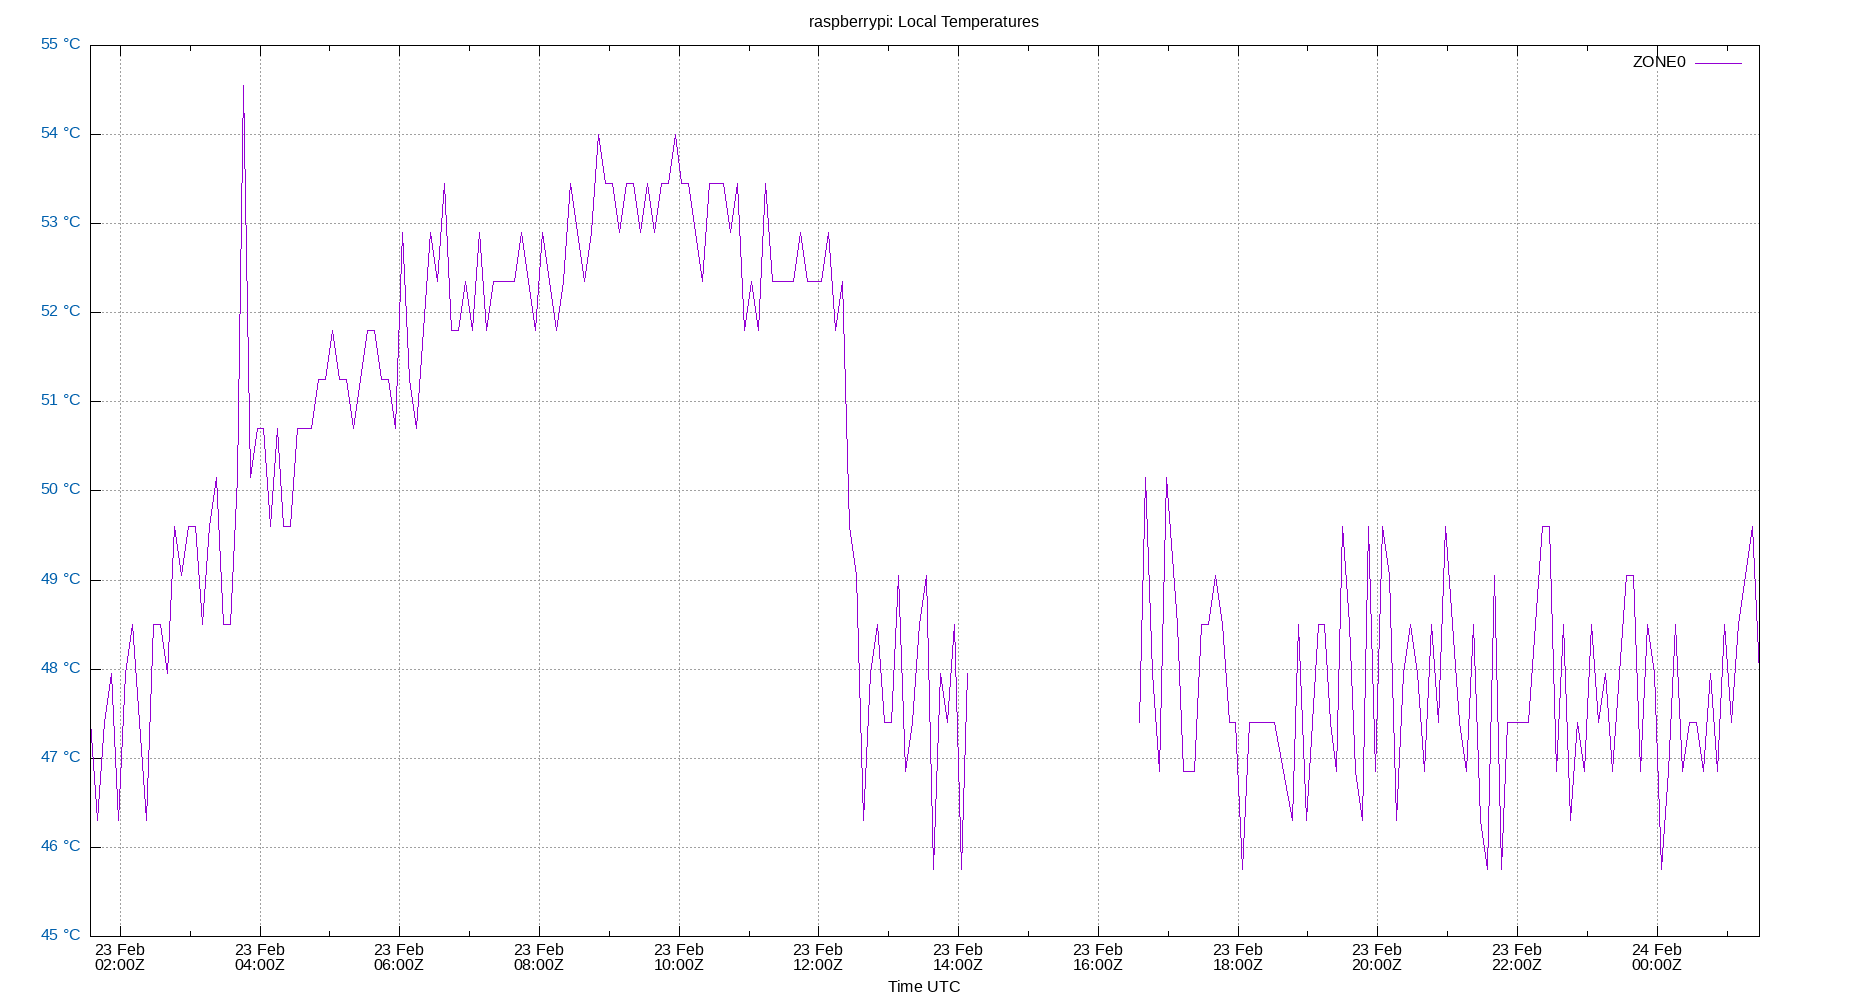 raspberrypi: Local Temperatures
ZONE0
55 °C
54 °C
53 °C
52 °C
51 °C
50 °C
49 °C
48 °C
47 °C
46 °C
45 °C
23 Feb 23 Feb 23 Feb 23 Feb 23 Feb 23 Feb 23 Feb 23 Feb 23 Feb 23 Feb 23 Feb 24 Feb
02:00Z 04:00Z 06:00Z 08:00Z 10:00Z 12:00Z 14:00Z 16:00Z 18:00Z 20:00Z 22:00Z 00:00Z
Time UTC